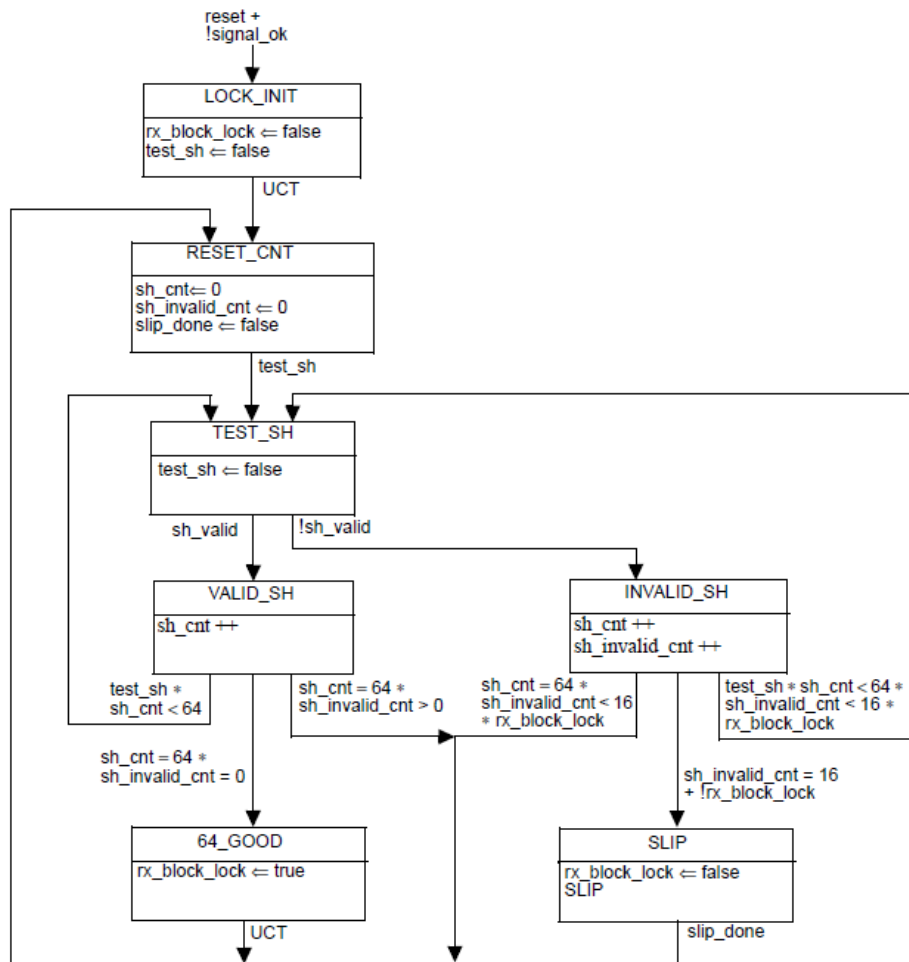 reset +
!signal_ok
LOCK_INIT
rx_block_lock ⇐ false
test_sh ⇐ false
UCT
RESET_CNT
sh_cnt⇐ 0
sh_invalid_cnt ⇐ 0
slip_done ⇐ false
test_sh
TEST_SH
test_sh ⇐ false
sh_valid
!sh_valid
VALID_SH
sh_cnt ++
INVALID_SH
sh_cnt ++
sh_invalid_cnt ++
test_sh *
sh_cnt < 64
sh_cnt = 64 *
sh_invalid_cnt > 0
sh_cnt = 64 *
sh_invalid_cnt < 16
* rx_block_lock
test_sh * sh_cnt < 64 *
sh_invalid_cnt < 16 *
rx_block_lock
sh_cnt = 64 *
sh_invalid_cnt = 0
sh_invalid_cnt = 16
+ !rx_block_lock
64_GOOD
rx_block_lock ⇐ true
UCT
SLIP
rx_block_lock ⇐ false
SLIP
slip_done